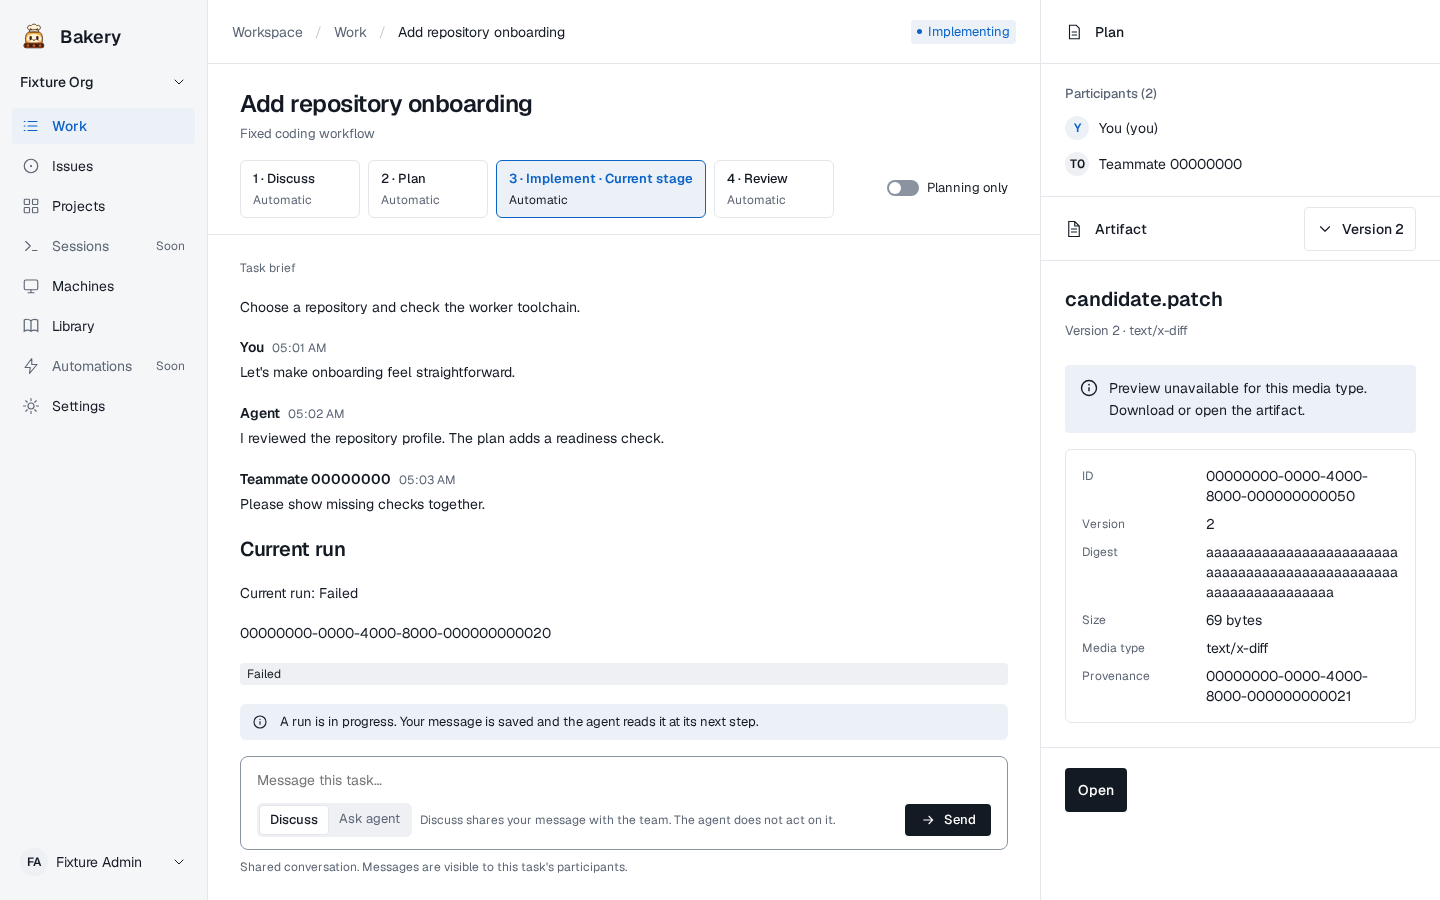 Bakery
Fixture Org
Work
Issues
Projects
Sessions Soon
Machines
Library
Automations Soon
Settings
FA Fixture Admin
Workspace / Work / Add repository onboarding
Implementing
Add repository onboarding
Fixed coding workflow
1 · Discuss
Automatic
2 · Plan
Automatic
3 · Implement · Current stage
Automatic
4 · Review
Automatic
Planning only
Task brief
Choose a repository and check the worker toolchain.
You 05:01 AM
Let's make onboarding feel straightforward.
Agent 05:02 AM
I reviewed the repository profile. The plan adds a readiness check.
Teammate 00000000 05:03 AM
Please show missing checks together.
Current run
Current run: Failed
00000000-0000-4000-8000-000000000020
Failed
A run is in progress. Your message is saved and the agent reads it at its next step.
Message this task...
Discuss Ask agent Discuss shares your message with the team. The agent does not act on it. Send
Shared conversation. Messages are visible to this task's participants.
Plan
Participants (2)
Y You (you)
T0 Teammate 00000000
Artifact Version 2
candidate.patch
Version 2 · text/x-diff
Preview unavailable for this media type.
Download or open the artifact.
ID 00000000-0000-4000-
8000-000000000050
Version 2
Digest aaaaaaaaaaaaaaaaaaaaaaaa
aaaaaaaaaaaaaaaaaaaaaaaa
aaaaaaaaaaaaaaaa
Size 69 bytes
Media type text/x-diff
Provenance 00000000-0000-4000-
8000-000000000021
Open